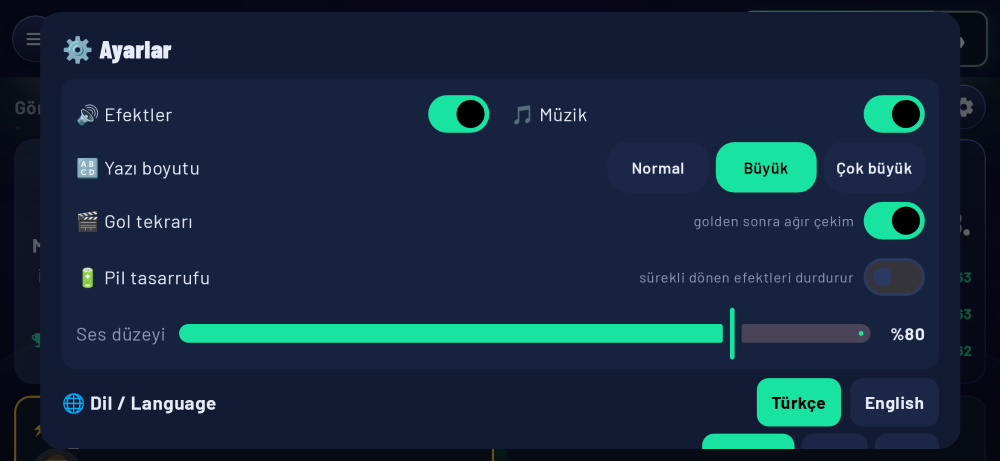 Ayarlar
Efektler
Müzik
Yazı boyutu
Normal
Büyük
Çok büyük
Gol tekrarı
golden sonra ağır çekim
Pil tasarrufu
sürekli dönen efektleri durdurur
Ses düzeyi
%80
Dil / Language
Türkçe
English